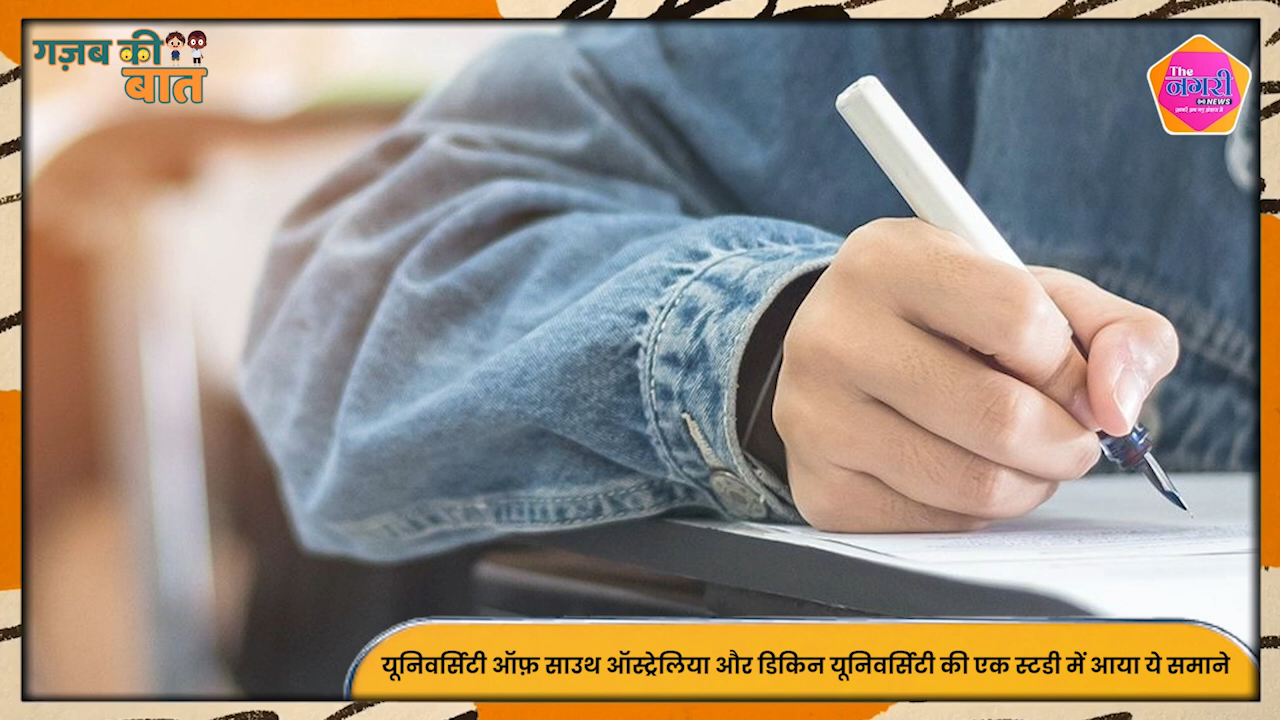 गज़ब की
बात
The
नगरी
NEWS
यूनिवर्सिटी ऑफ़ साउथ ऑस्ट्रेलिया और डिकिन यूनिवर्सिटी की एक स्टडी में आया ये समाने